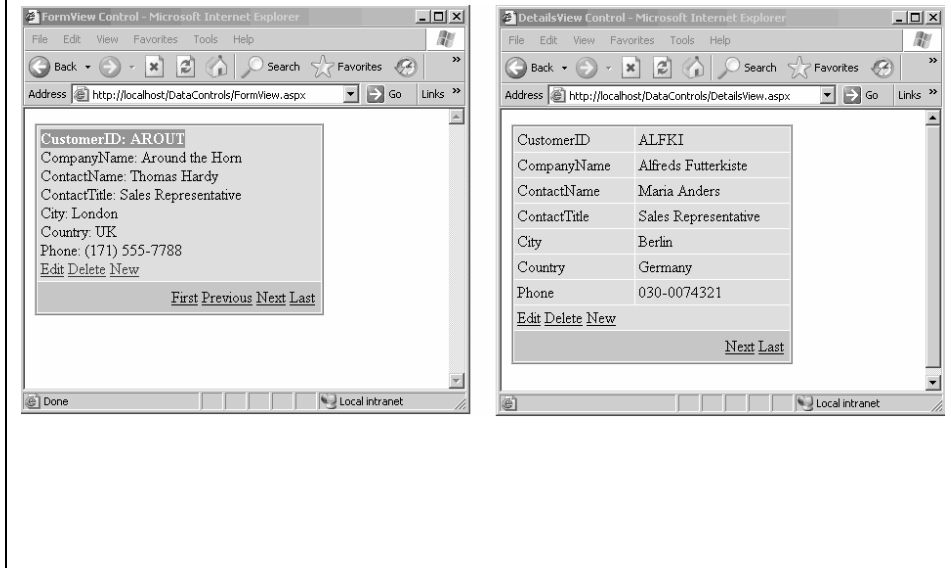 FormView Control - Microsoft Internet Explorer
File Edit View Favorites Tools Help
Back Search Favorites »
Address http://localhost/DataControls/FormView.aspx Go Links »
CustomerID: AROUT
CompanyName: Around the Horn
ContactName: Thomas Hardy
ContactTitle: Sales Representative
City: London
Country: UK
Phone: (171) 555-7788
Edit Delete New
First Previous Next Last
Done Local intranet
DetailsView Control - Microsoft Internet Explorer
File Edit View Favorites Tools Help
Back Search Favorites »
Address http://localhost/DataControls/DetailsView.aspx Go Links »
CustomerID ALFKI
CompanyName Alfreds Futterkiste
ContactName Maria Anders
ContactTitle Sales Representative
City Berlin
Country Germany
Phone 030-0074321
Edit Delete New
Next Last
Local intranet